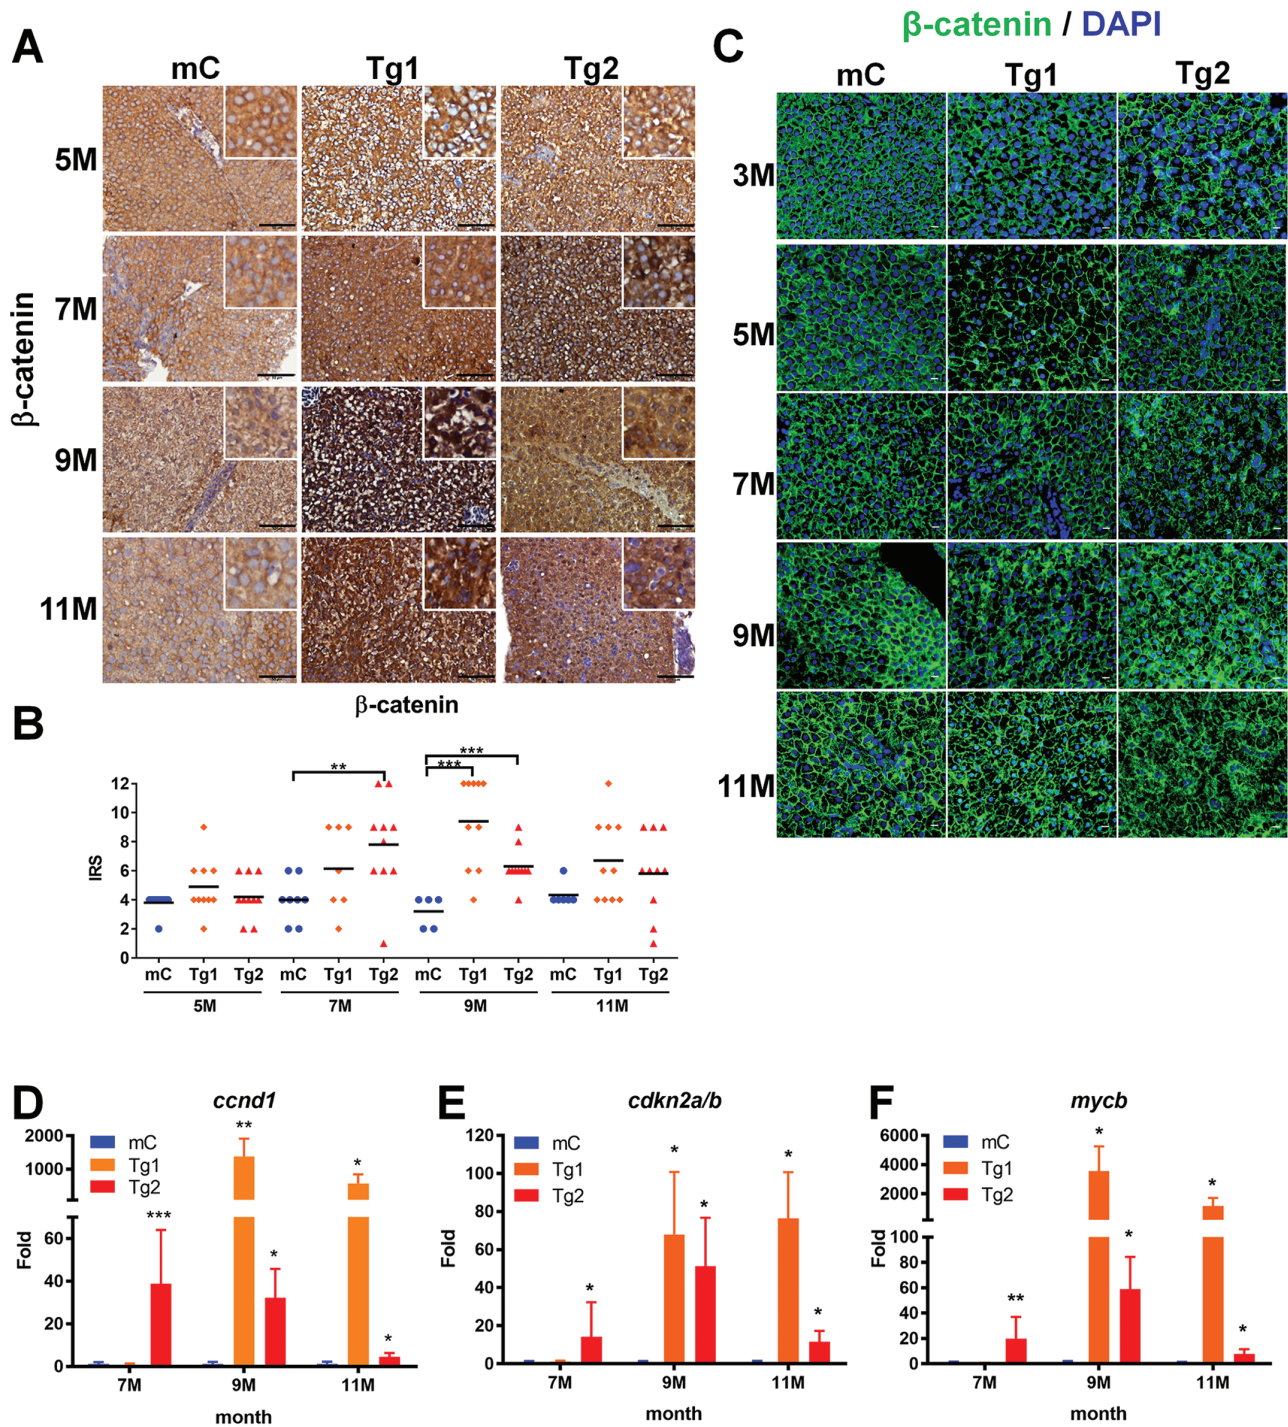 A
mC Tg1 Tg2
β-catenin
5M
7M
9M
11M
C
β-catenin / DAPI
mC Tg1 Tg2
3M
5M
7M
9M
11M
B
β-catenin
IRS
12
10
8
6
4
2
0
** *** ***
mC Tg1 Tg2 mC Tg1 Tg2 mC Tg1 Tg2 mC Tg1 Tg2
5M 7M 9M 11M
D
ccnd1
mC
Tg1
Tg2
Fold
2000
1000
60
40
20
0
*** ** * * *
7M 9M 11M
month
E
cdkn2a/b
mC
Tg1
Tg2
Fold
120
100
80
60
40
20
0
* * * * *
7M 9M 11M
month
F
mycb
mC
Tg1
Tg2
Fold
6000
4000
2000
100
80
60
40
20
0
** * * * *
7M 9M 11M
month